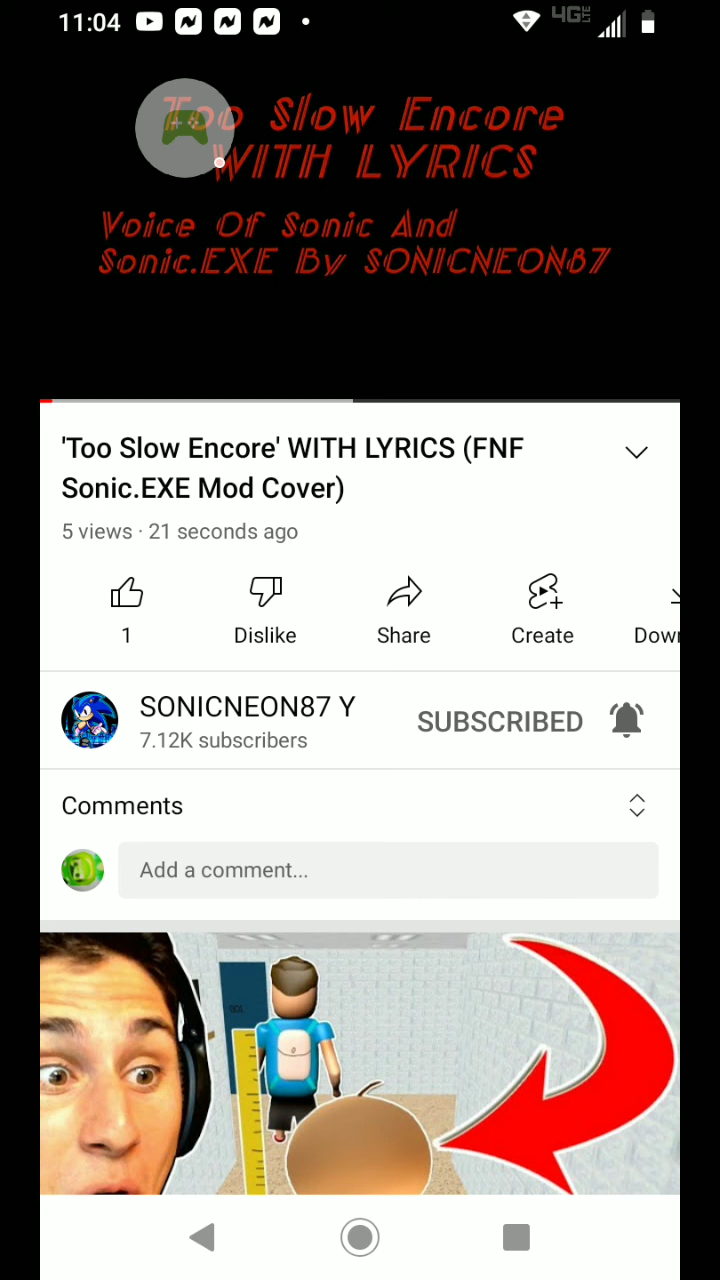 11:04
4G LTE
Too Slow Encore
WITH LYRICS
Voice Of Sonic And
Sonic.EXE By SONICNEON87
'Too Slow Encore' WITH LYRICS (FNF
Sonic.EXE Mod Cover)
5 views · 21 seconds ago
1
Dislike
Share
Create
Down
SONICNEON87 Y
7.12K subscribers
SUBSCRIBED
Comments
Add a comment...